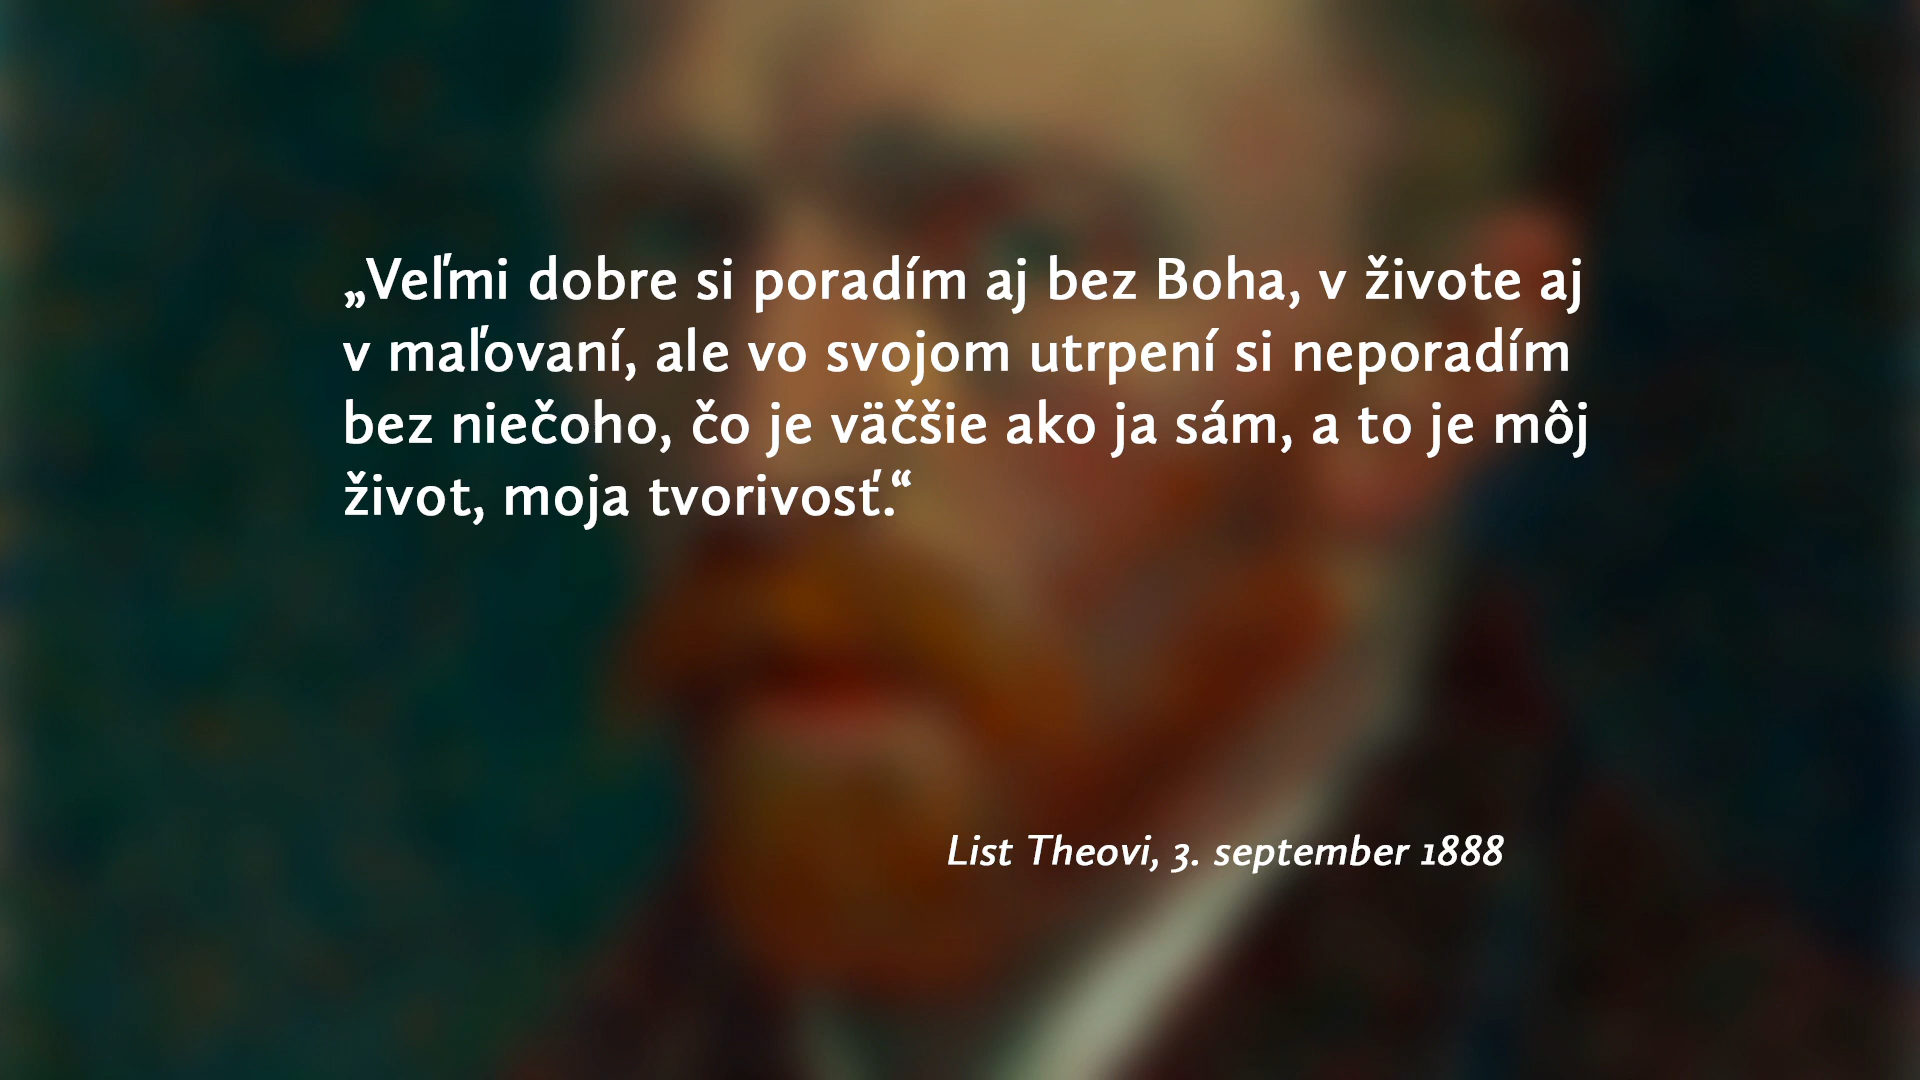 „Veľmi dobre si poradím aj bez Boha, v živote aj
v maľovaní, ale vo svojom utrpení si neporadím
bez niečoho, čo je väčšie ako ja sám, a to je môj
život, moja tvorivosť.“
List Theovi, 3. september 1888